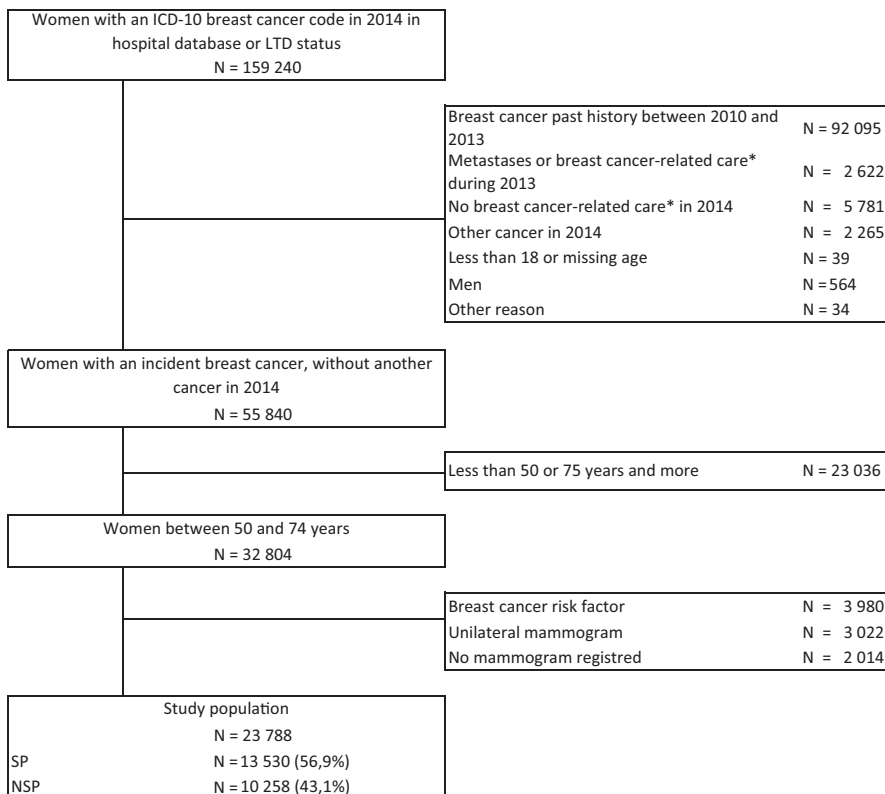 Women with an ICD-10 breast cancer code in 2014 in
hospital database or LTD status
N = 159 240
Breast cancer past history between 2010 and
2013
N = 92 095
Metastases or breast cancer-related care*
during 2013
N = 2 622
No breast cancer-related care* in 2014 N = 5 781
Other cancer in 2014 N = 2 265
Less than 18 or missing age N = 39
Men N =564
Other reason N = 34
Women with an incident breast cancer, without another
cancer in 2014
N = 55 840
Less than 50 or 75 years and more N = 23 036
Women between 50 and 74 years
N = 32 804
Breast cancer risk factor N = 3 980
Unilateral mammogram N = 3 022
No mammogram registred N = 2 014
Study population
N = 23 788
SP N =13 530 (56,9%)
NSP N =10 258 (43,1%)